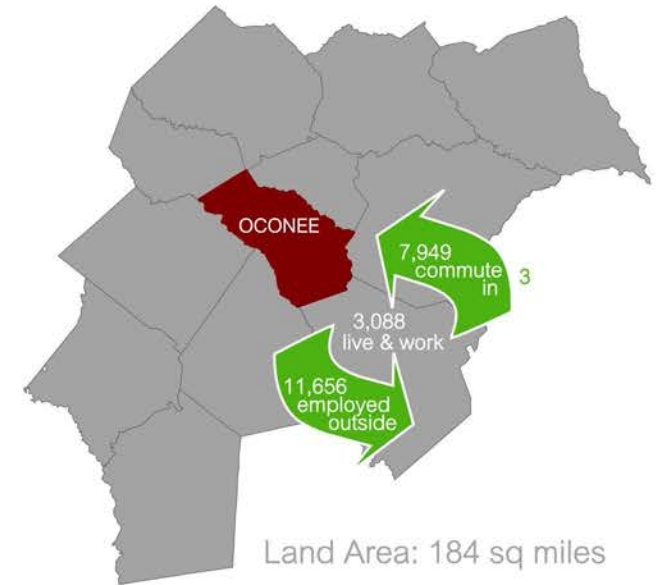 OCONEE
7,949
commute
in
3
3,088
live & work
11,656
employed
outside
Land Area: 184 sq miles